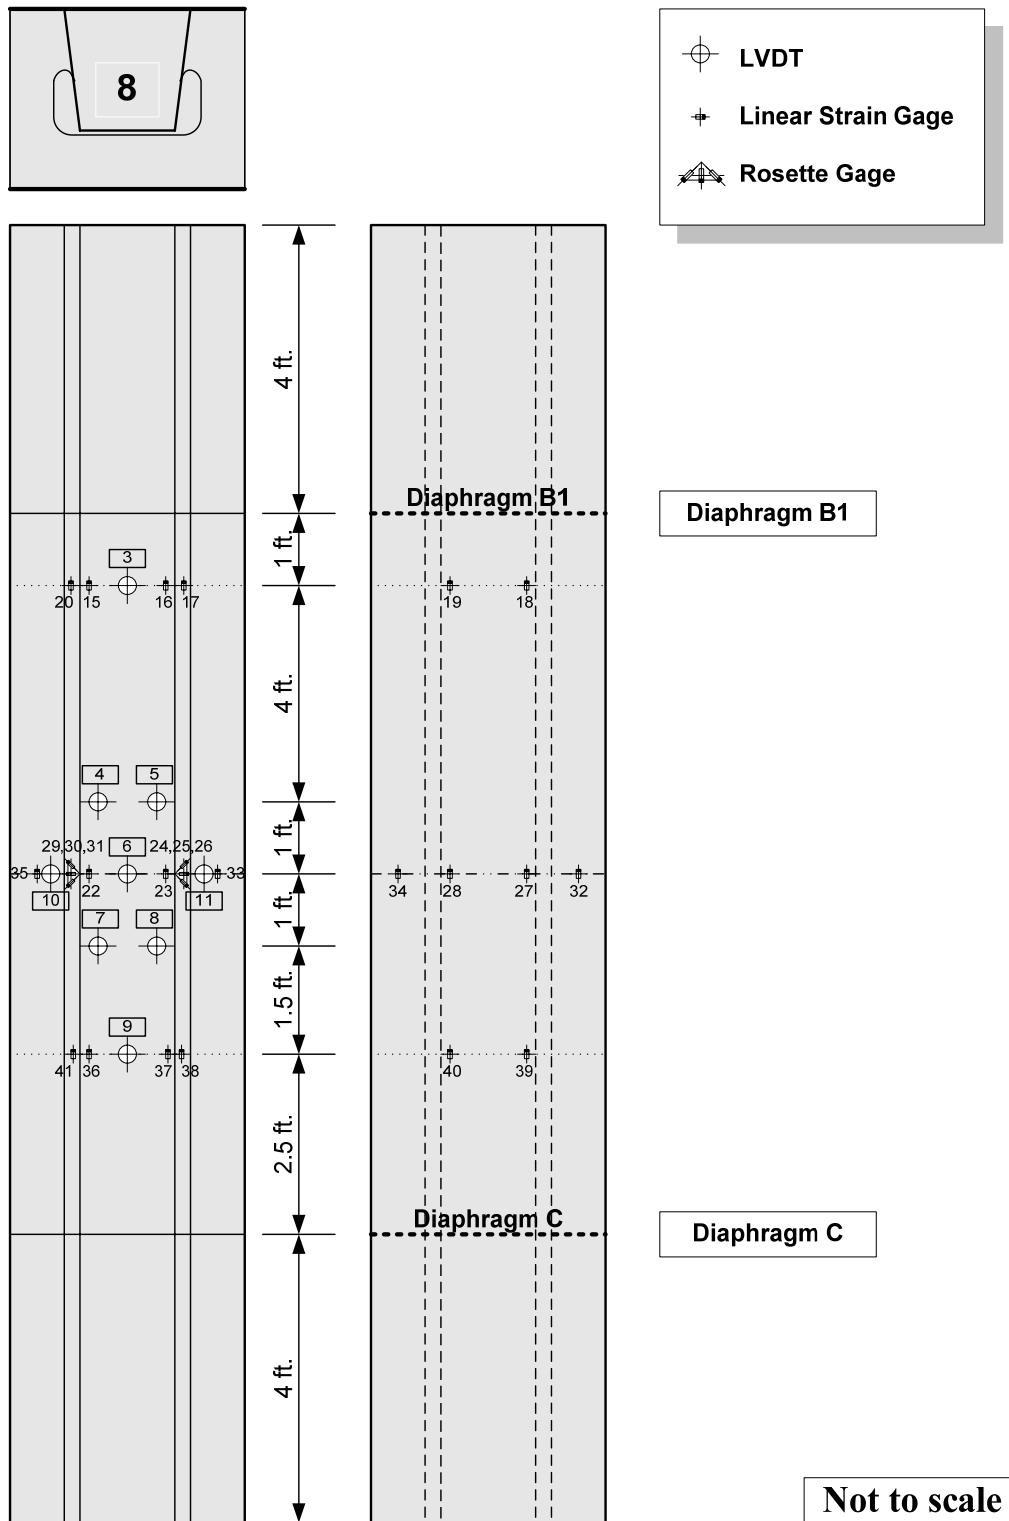 8
LVDT
Linear Strain Gage
Rosette Gage
4 ft.
Diaphragm B1
Diaphragm B1
1 ft.
3
20 15 16 17
19 18
4 ft.
4 5
1 ft.
29,30,31 6 24,25,26
35 22 23 33
34 28 27 32
10 11
1 ft.
7 8
1.5 ft.
9
41 36 37 38
40 39
2.5 ft.
Diaphragm C
Diaphragm C
4 ft.
Not to scale